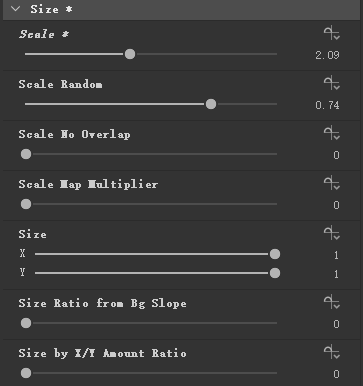 Size *
Scale *
2.09
Scale Random
0.74
Scale No Overlap
0
Scale Map Multiplier
0
Size
X 1
Y 1
Size Ratio from Bg Slope
0
Size by X/Y Amount Ratio
0